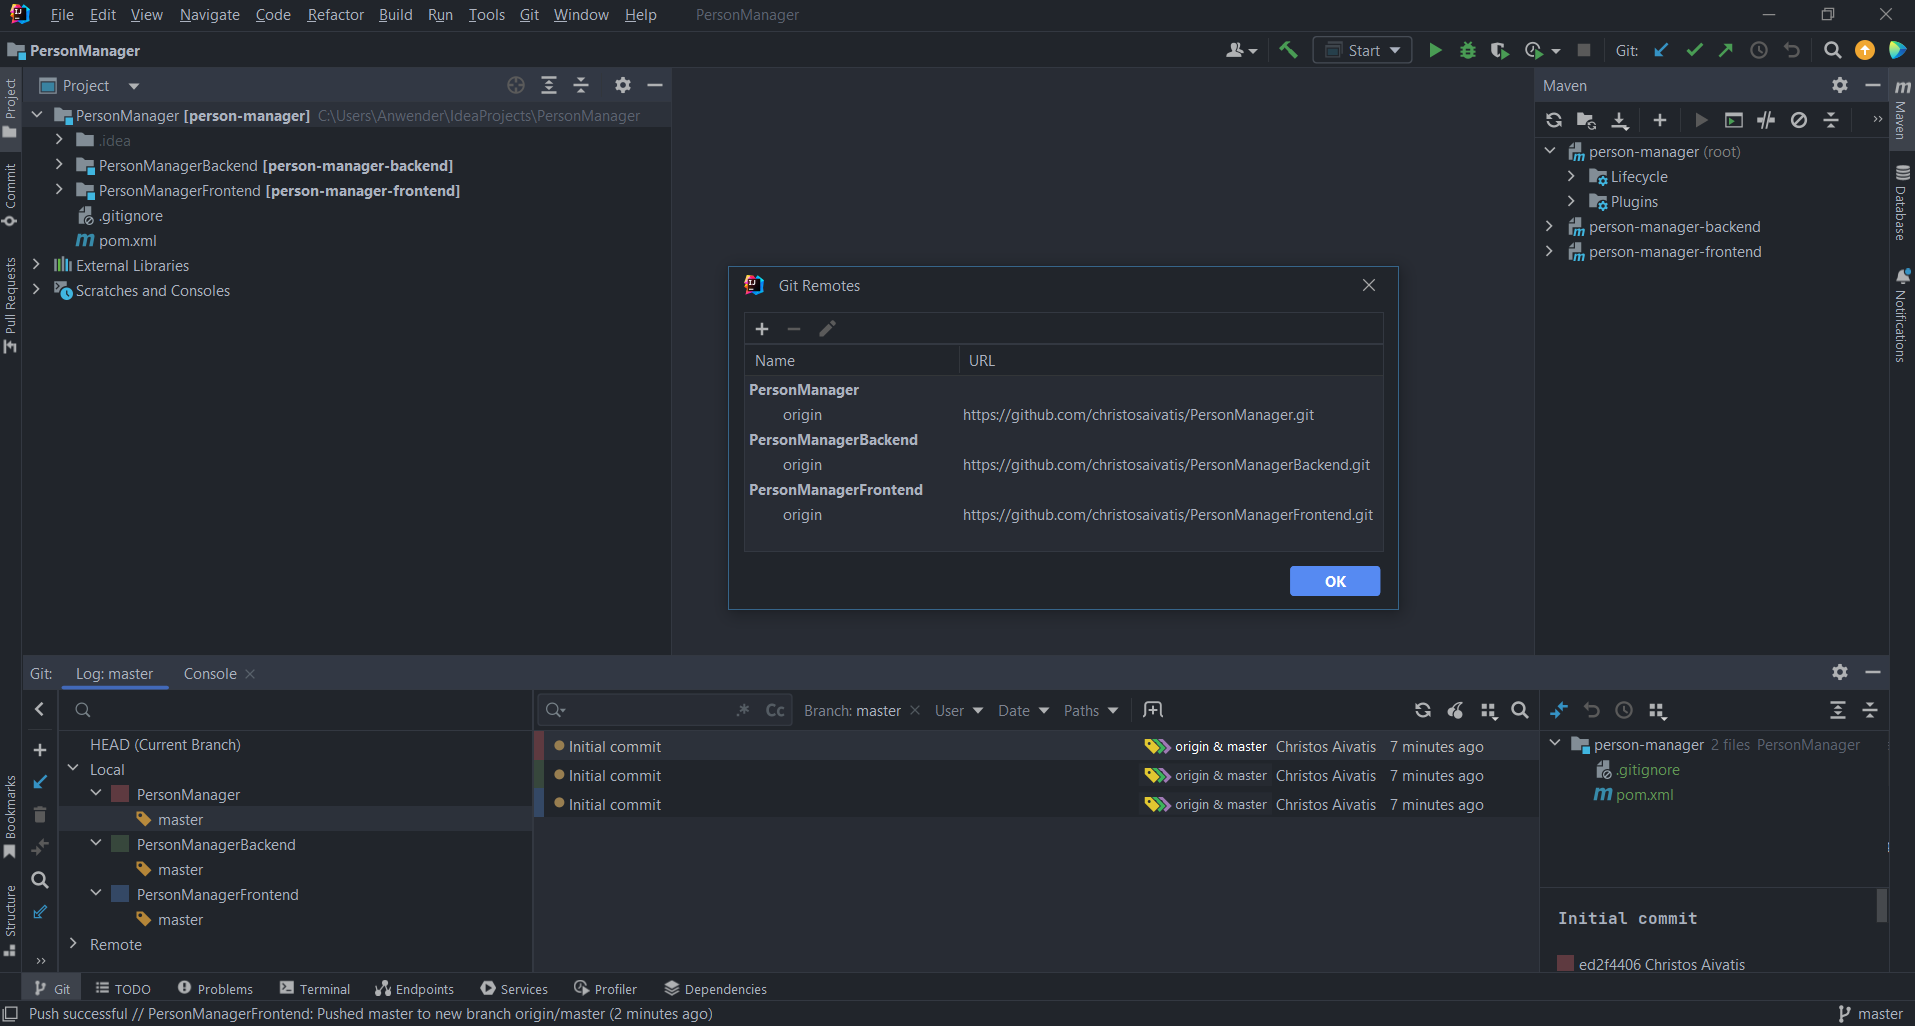 File Edit View Navigate Code Refactor Build Run Tools Git Window Help PersonManager
PersonManager
Start
Git:
Project
Commit
Pull Requests
Bookmarks
Structure
Project
PersonManager [person-manager] C:\Users\Anwender\IdeaProjects\PersonManager
.idea
PersonManagerBackend [person-manager-backend]
PersonManagerFrontend [person-manager-frontend]
.gitignore
pom.xml
External Libraries
Scratches and Consoles
Git Remotes
Name URL
PersonManager
origin https://github.com/christosaivatis/PersonManager.git
PersonManagerBackend
origin https://github.com/christosaivatis/PersonManagerBackend.git
PersonManagerFrontend
origin https://github.com/christosaivatis/PersonManagerFrontend.git
OK
Maven
person-manager (root)
Lifecycle
Plugins
person-manager-backend
person-manager-frontend
Maven
Database
Notifications
Git: Log: master Console
HEAD (Current Branch)
Local
PersonManager
master
PersonManagerBackend
master
PersonManagerFrontend
master
Remote
.* Cc Branch: master User Date Paths
Initial commit origin & master Christos Aivatis 7 minutes ago
Initial commit origin & master Christos Aivatis 7 minutes ago
Initial commit origin & master Christos Aivatis 7 minutes ago
person-manager 2 files PersonManager
.gitignore
pom.xml
Initial commit
ed2f4406 Christos Aivatis
Git TODO Problems Terminal Endpoints Services Profiler Dependencies
Push successful // PersonManagerFrontend: Pushed master to new branch origin/master (2 minutes ago)
master